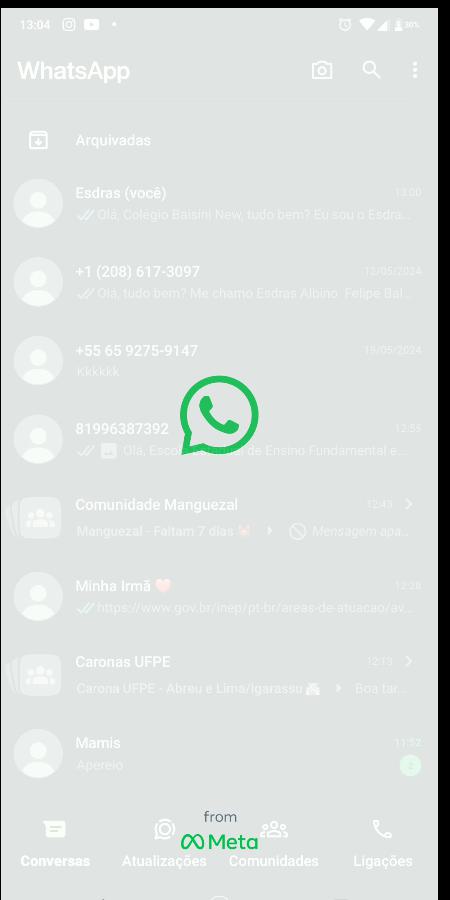 13:04
30%
WhatsApp
Arquivadas
Esdras (você)
13:00
Olá, Colégio Baisini New, tudo bem? Eu sou o Esdra...
+1 (208) 617-3097
12/05/2024
Olá, tudo bem? Me chamo Esdras Albino Felipe Bal...
+55 65 9275-9147
19/05/2024
Kkkkkk
81996387392
12:55
Olá, Escola de Ensino Fundamental e...
Comunidade Manguezal
12:43
Manguezal - Faltam 7 dias
Mensagem apa...
Minha Irmã ❤️
12:28
https://www.gov.br/inep/pt-br/areas-de-atuacao/av...
Caronas UFPE
12:13
Carona UFPE - Abreu e Lima/Igarassu
Boa tar...
Mamis
11:52
Apereio
2
from
Meta
Conversas
Atualizações
Comunidades
Ligações